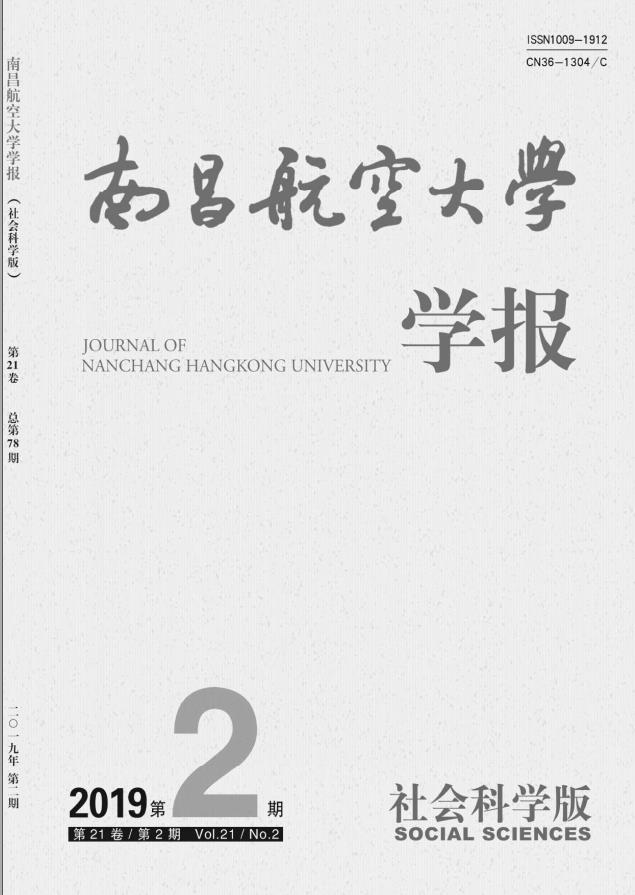 ISSN1009-1912
CN36-1304/C
南昌航空大學
学报
JOURNAL OF
NANCHANG HANGKONG UNIVERSITY
2019第2期
第21卷/第2期 Vol.21/No.2
社会科学版
SOCIAL SCIENCES
南昌航空大学学报（社会科学版） 第21卷 总第78期 二〇一九年 第二期